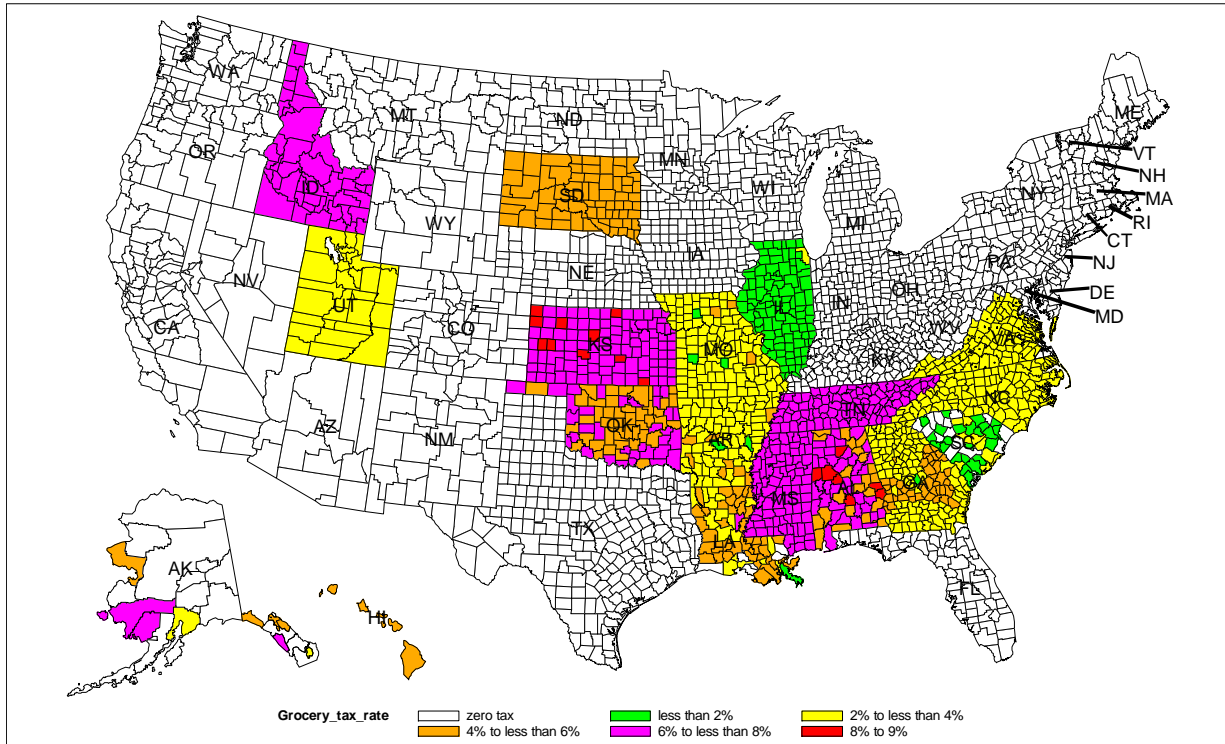 WA
MT
ND
MN
ME
VT
NH
OR
ID
SD
WI
NY
MA
WY
MI
RI
CT
IA
NE
PA
NJ
NV
UT
IL
IN
OH
DE
MD
CA
CO
KS
MO
WV
VA
KY
NC
TN
AZ
NM
OK
AR
SC
MS
AL
GA
TX
LA
AK
FL
HI
Grocery_tax_rate zero tax less than 2% 2% to less than 4%
4% to less than 6% 6% to less than 8% 8% to 9%